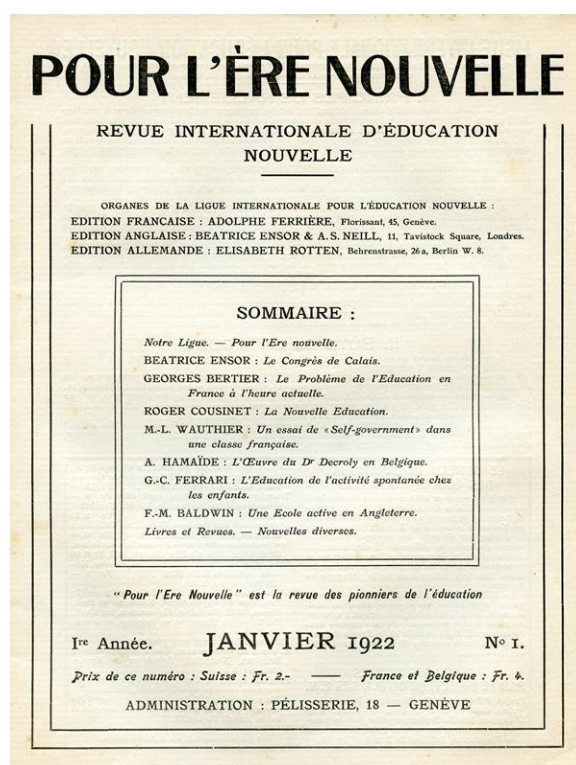 POUR L'ÈRE NOUVELLE
REVUE INTERNATIONALE D'ÉDUCATION
NOUVELLE
ORGANES DE LA LIGUE INTERNATIONALE POUR L'ÉDUCATION NOUVELLE :
EDITION FRANCAISE : ADOLPHE FERRIÈRE, Florissant, 45, Genève.
EDITION ANGLAISE : BEATRICE ENSOR & A. S. NEILL, 11, Tavistock Square, Londres.
EDITION ALLEMANDE : ELISABETH ROTTEN, Behrenstrasse, 26a, Berlin W. 8.
SOMMAIRE :
Notre Ligue. — Pour l'Ere nouvelle.
BEATRICE ENSOR : Le Congrès de Calais.
GEORGES BERTIER : Le Problème de l'Education en
France à l'heure actuelle.
ROGER COUSINET : La Nouvelle Education.
M.-L. WAUTHIER : Un essai de «Self-government» dans
une classe française.
A. HAMAÏDE : L'Œuvre du Dr Decroly en Belgique.
G.-C. FERRARI : L'Education de l'activité spontanée chez
les enfants.
F.-M. BALDWIN : Une Ecole active en Angleterre.
Livres et Revues. — Nouvelles diverses.
"Pour l'Ere Nouvelle" est la revue des pionniers de l'éducation
Ire Année. JANVIER 1922 No 1.
Prix de ce numéro : Suisse : Fr. 2.- — France et Belgique : Fr. 4.
ADMINISTRATION : PÉLISSERIE, 18 — GENÈVE